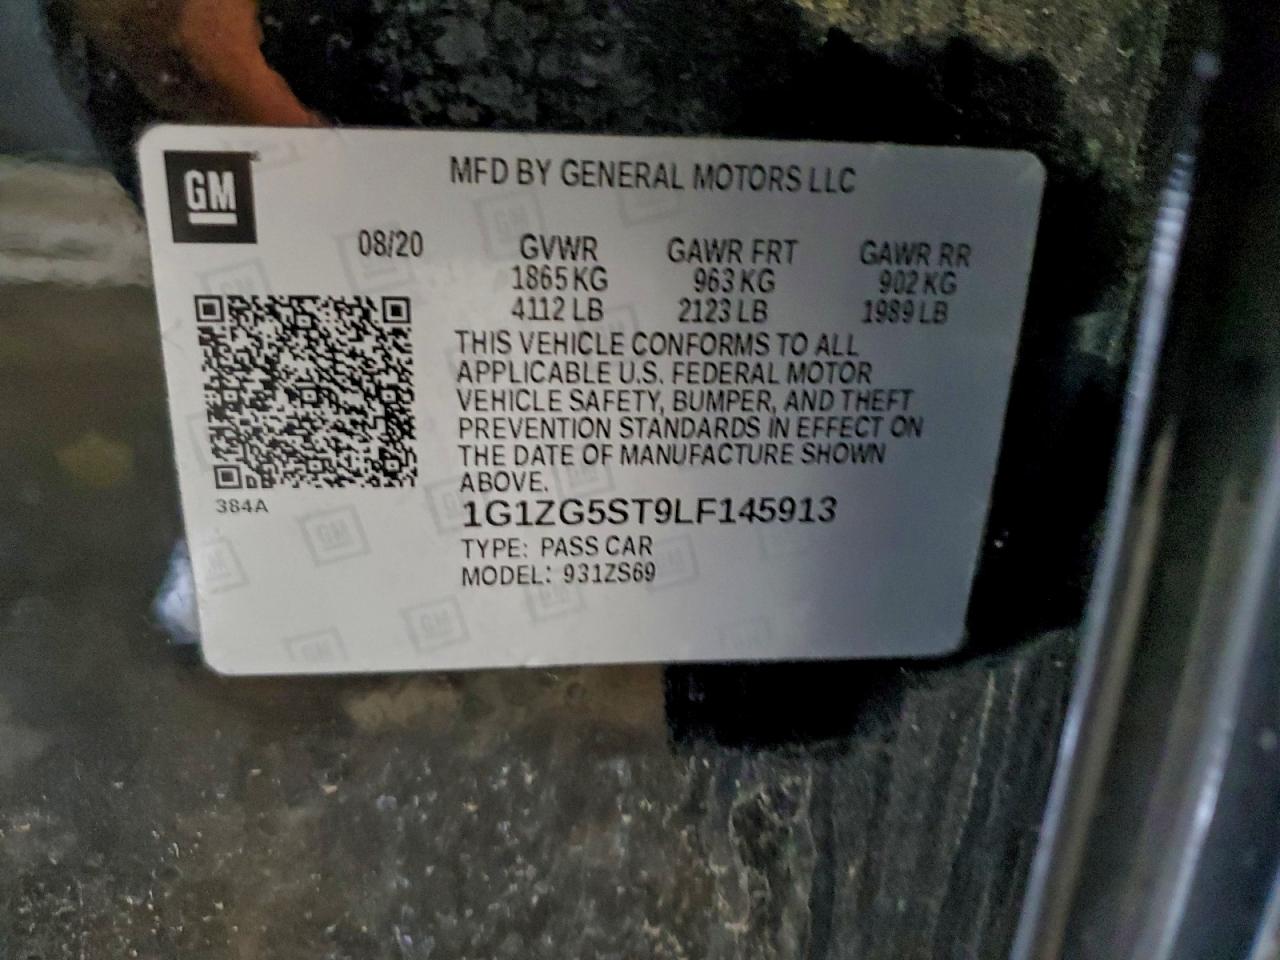 GM
MFD BY GENERAL MOTORS LLC
08/20 GVWR GAWR FRT GAWR RR
1865 KG 963 KG 902 KG
4112 LB 2123 LB 1989 LB
THIS VEHICLE CONFORMS TO ALL
APPLICABLE U.S. FEDERAL MOTOR
VEHICLE SAFETY, BUMPER, AND THEFT
PREVENTION STANDARDS IN EFFECT ON
THE DATE OF MANUFACTURE SHOWN
ABOVE.
384A
1G1ZG5ST9LF145913
TYPE: PASS CAR
MODEL: 931ZS69